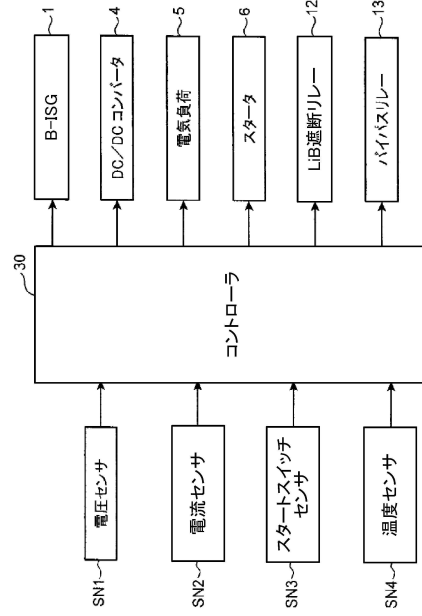 SN1
電圧センサ
SN2
電流センサ
SN3
スタートスイッチ
センサ
SN4
温度センサ
30
コントローラ
B-ISG
1
DC/DCコンバータ
4
電気負荷
5
スタータ
6
LiB遮断リレー
12
バイパスリレー
13